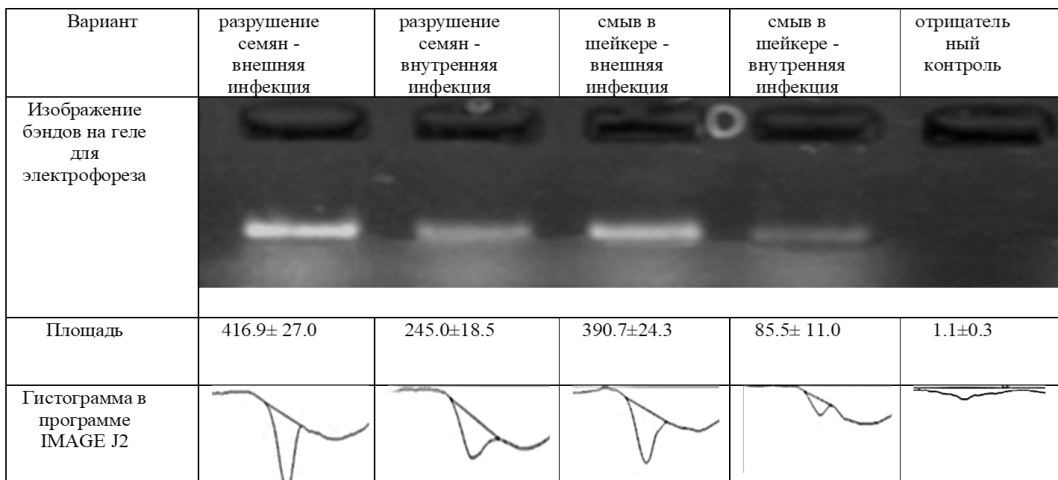 Вариант
разрушение
семян -
внешняя
инфекция
разрушение
семян -
внутренняя
инфекция
смыв в
шейкере -
внешняя
инфекция
смыв в
шейкере -
внутренняя
инфекция
отрицатель
ный
контроль
Изображение
бэндов на геле
для
электрофореза
Площадь
416.9± 27.0
245.0±18.5
390.7±24.3
85.5± 11.0
1.1±0.3
Гистограмма в
программе
IMAGE J2